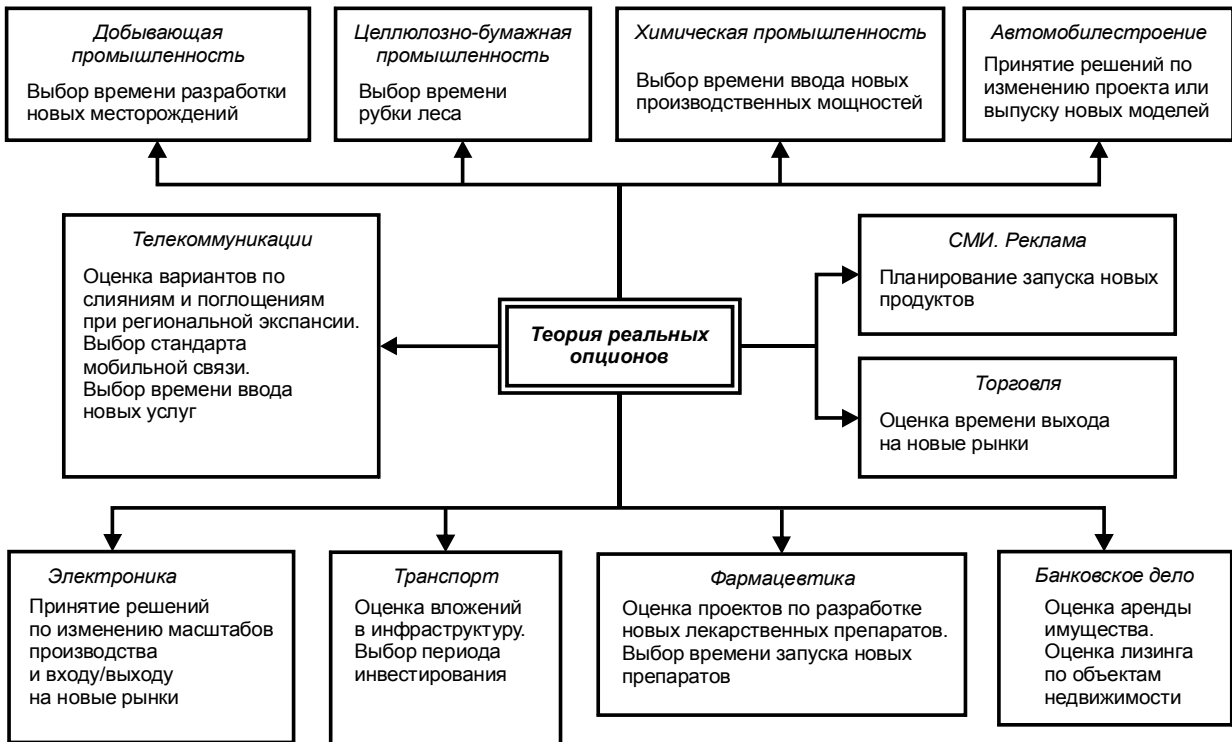 Добывающая
промышленность
Выбор времени разработки
новых месторождений
Целлюлозно-бумажная
промышленность
Выбор времени
рубки леса
Химическая промышленность
Выбор времени ввода новых
производственных мощностей
Автомобилестроение
Принятие решений по
изменению проекта или
выпуску новых моделей
Телекоммуникации
Оценка вариантов по
слияниям и поглощениям
при региональной экспансии.
Выбор стандарта
мобильной связи.
Выбор времени ввода
новых услуг
Теория реальных
опционов
СМИ. Реклама
Планирование запуска новых
продуктов
Торговля
Оценка времени выхода
на новые рынки
Электроника
Принятие решений
по изменению масштабов
производства
и входу/выходу
на новые рынки
Транспорт
Оценка вложений
в инфраструктуру.
Выбор периода
инвестирования
Фармацевтика
Оценка проектов по разработке
новых лекарственных препаратов.
Выбор времени запуска новых
препаратов
Банковское дело
Оценка аренды
имущества.
Оценка лизинга
по объектам
недвижимости